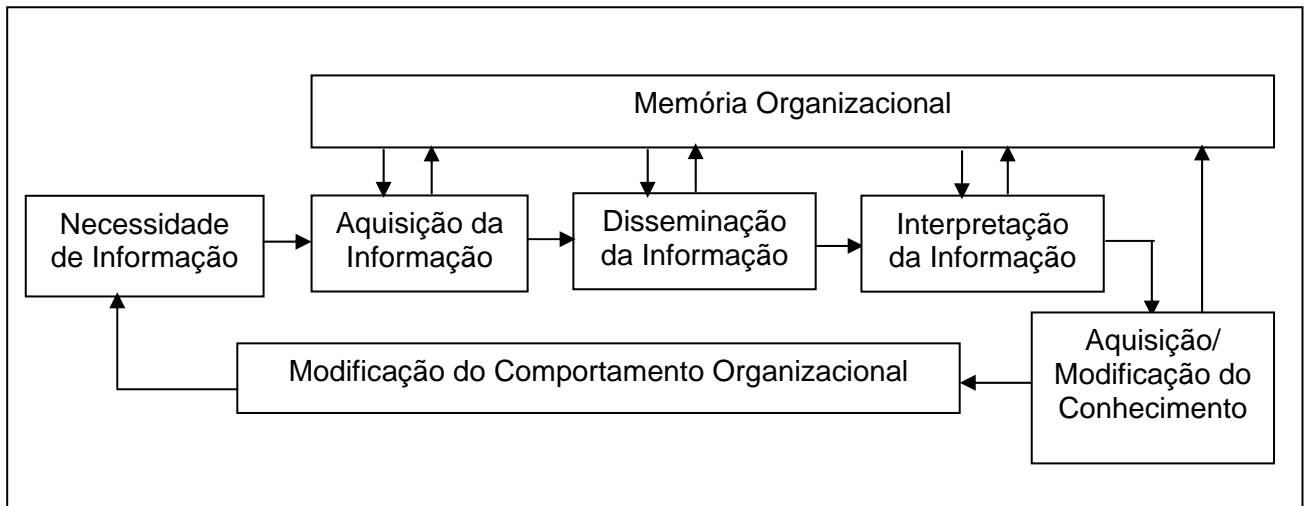 Memória Organizacional
Necessidade
de Informação
Aquisição da
Informação
Disseminação
da Informação
Interpretação
da Informação
Aquisição/
Modificação do
Conhecimento
Modificação do Comportamento Organizacional